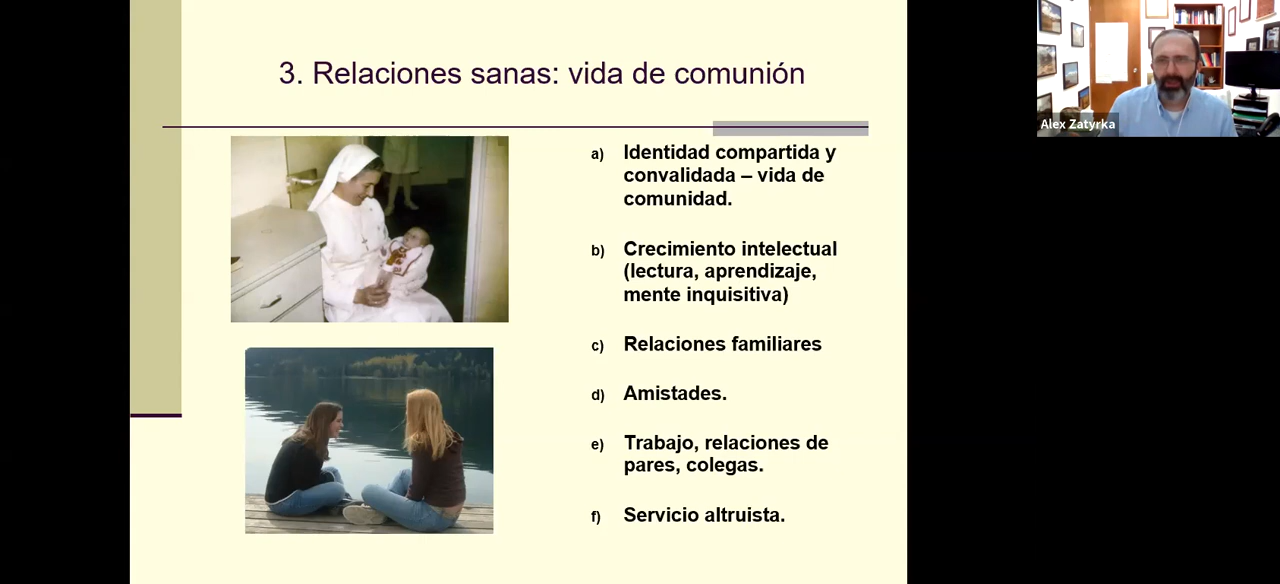 3. Relaciones sanas: vida de comunión
Alex Zatyrka
a) Identidad compartida y
convalidada – vida de
comunidad.
b) Crecimiento intelectual
(lectura, aprendizaje,
mente inquisitiva)
c) Relaciones familiares
d) Amistades.
e) Trabajo, relaciones de
pares, colegas.
f) Servicio altruista.